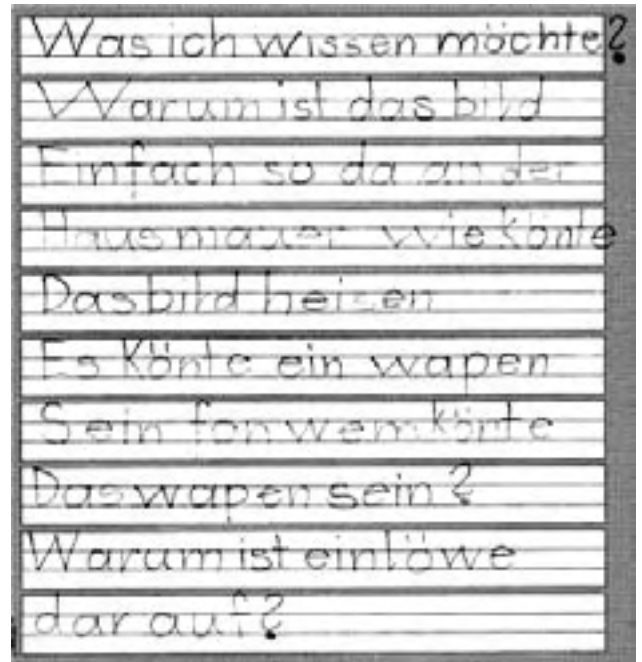 Was ich wissen möchte?
Warum ist das bild
Einfach so da an der
Hausmauer wie könte
Das bild heisen
Es Könte ein wapen
Sein fon wem könte
Das wapen sein?
Warum ist ein löwe
dar auf?